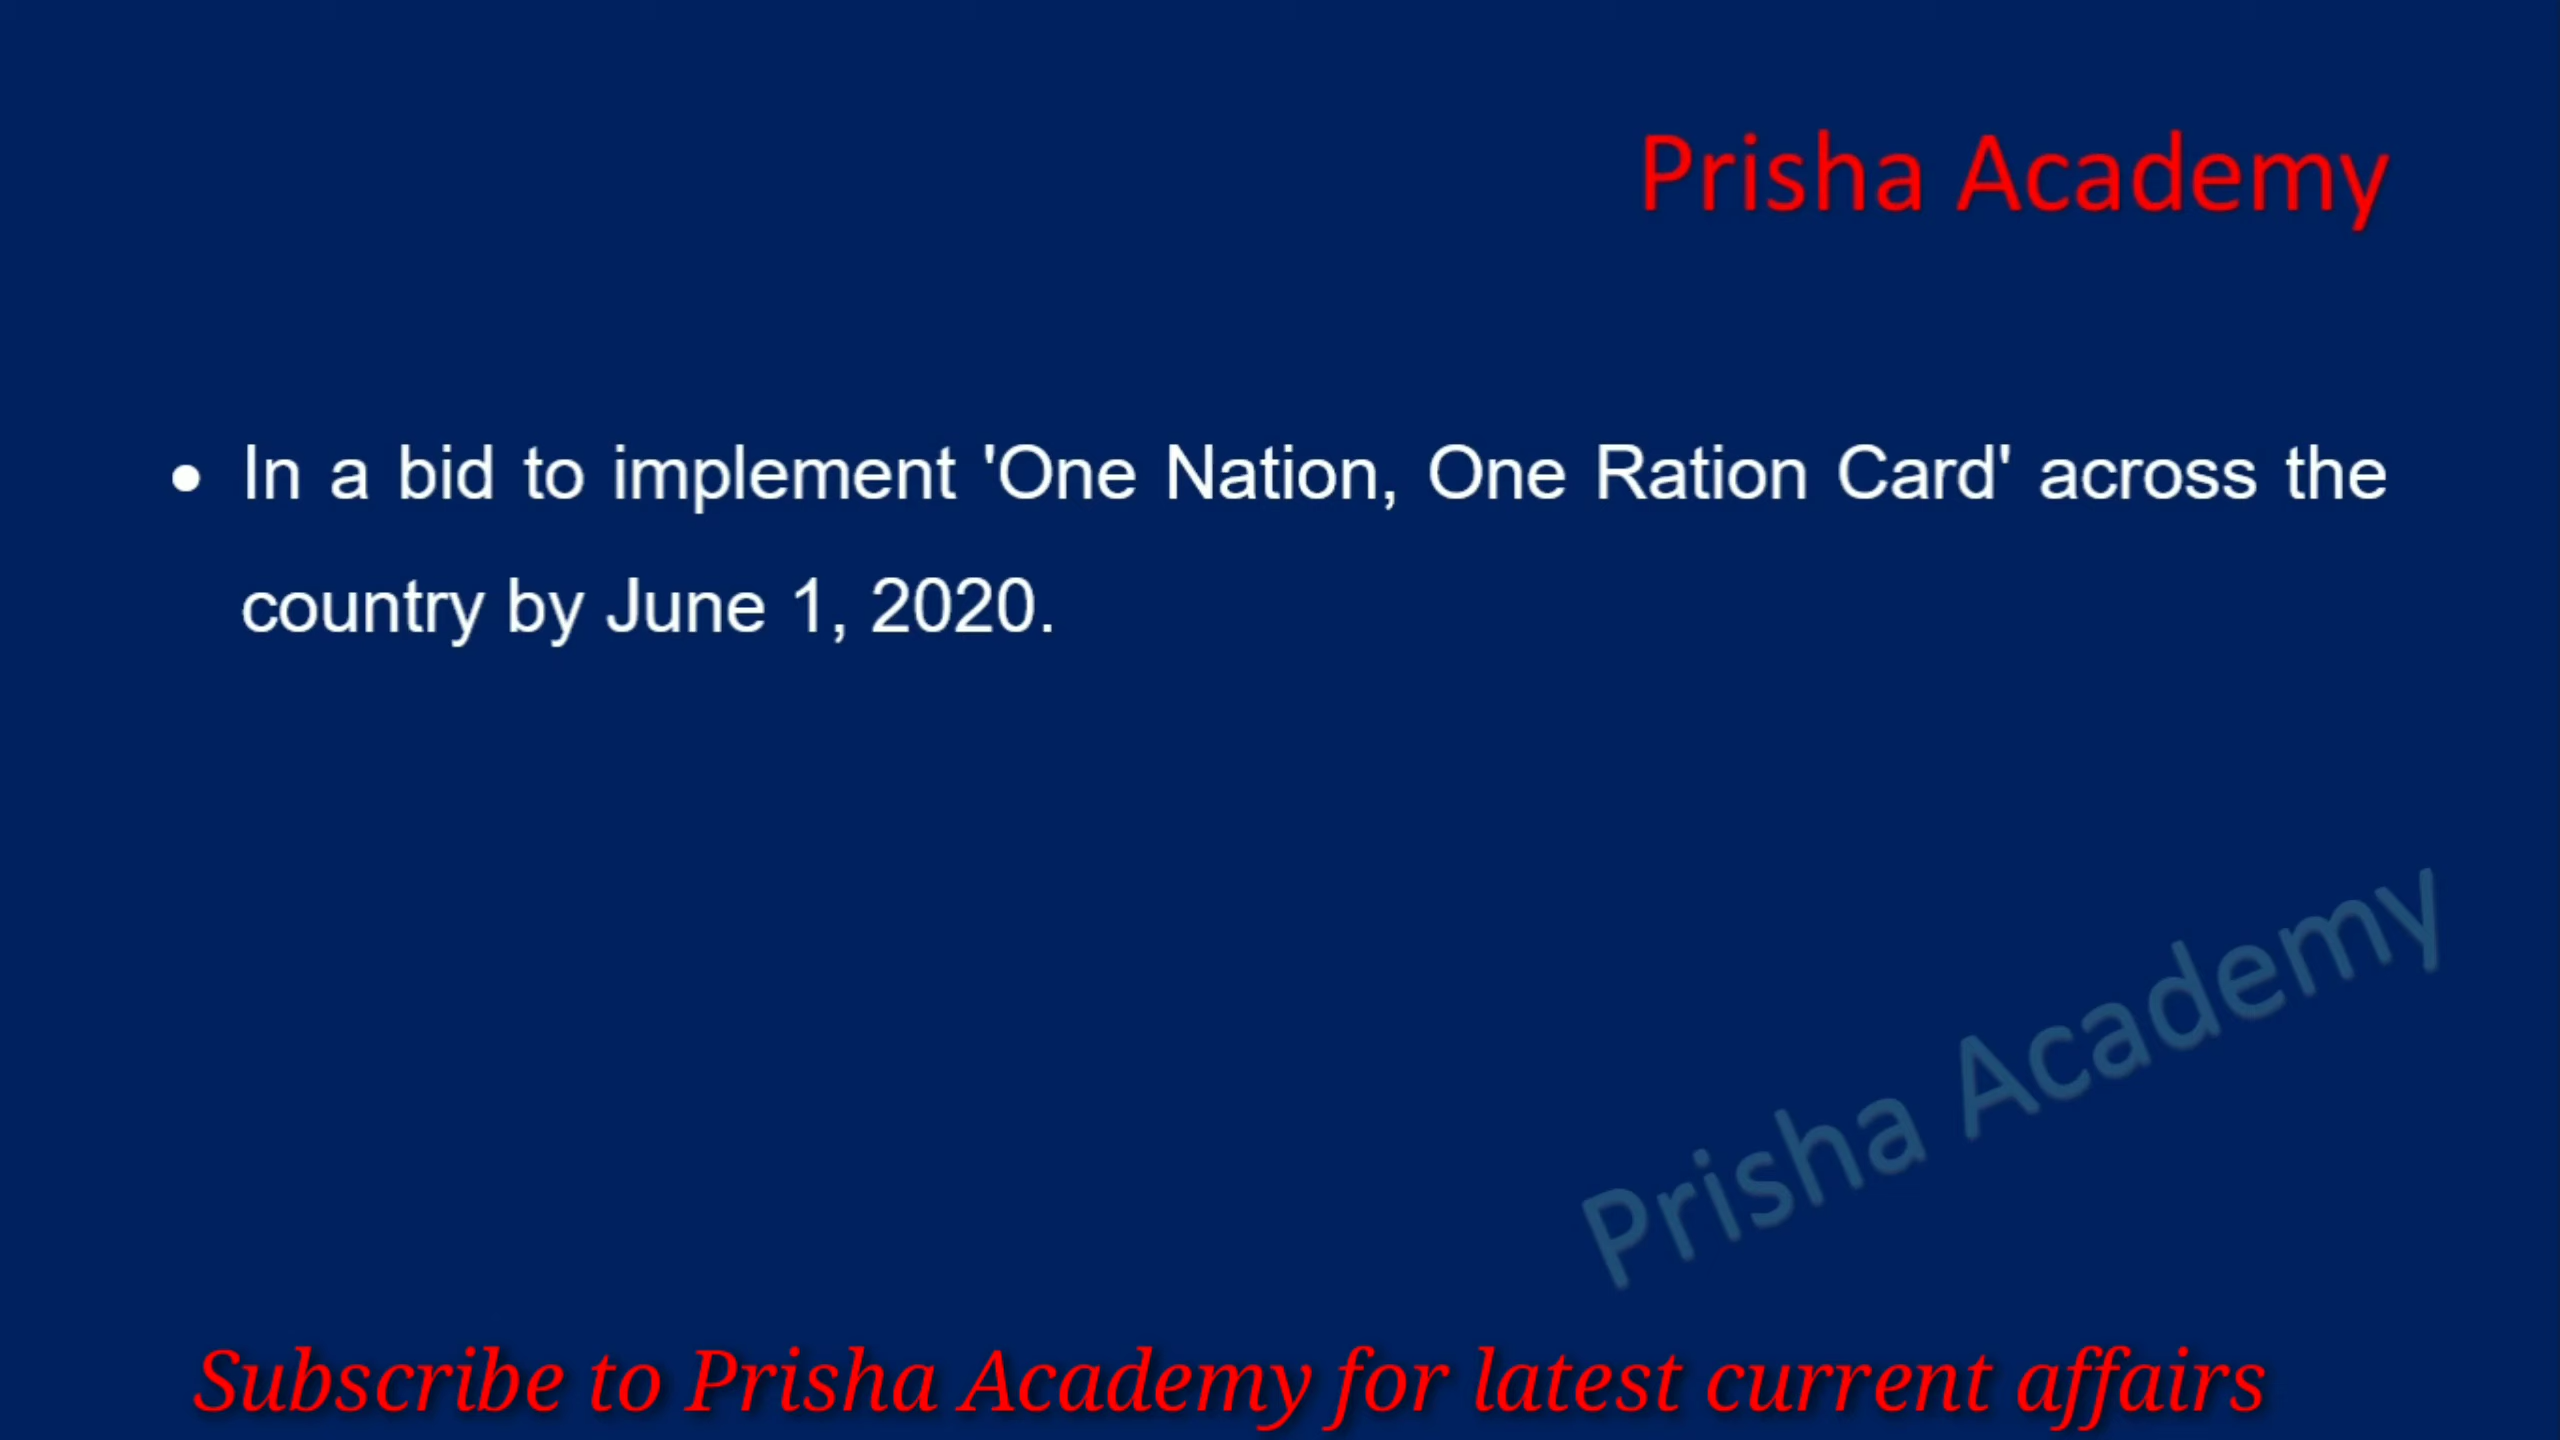 Prisha Academy
• In a bid to implement 'One Nation, One Ration Card' across the
country by June 1, 2020.
Prisha Academy
Subscribe to Prisha Academy for latest current affairs